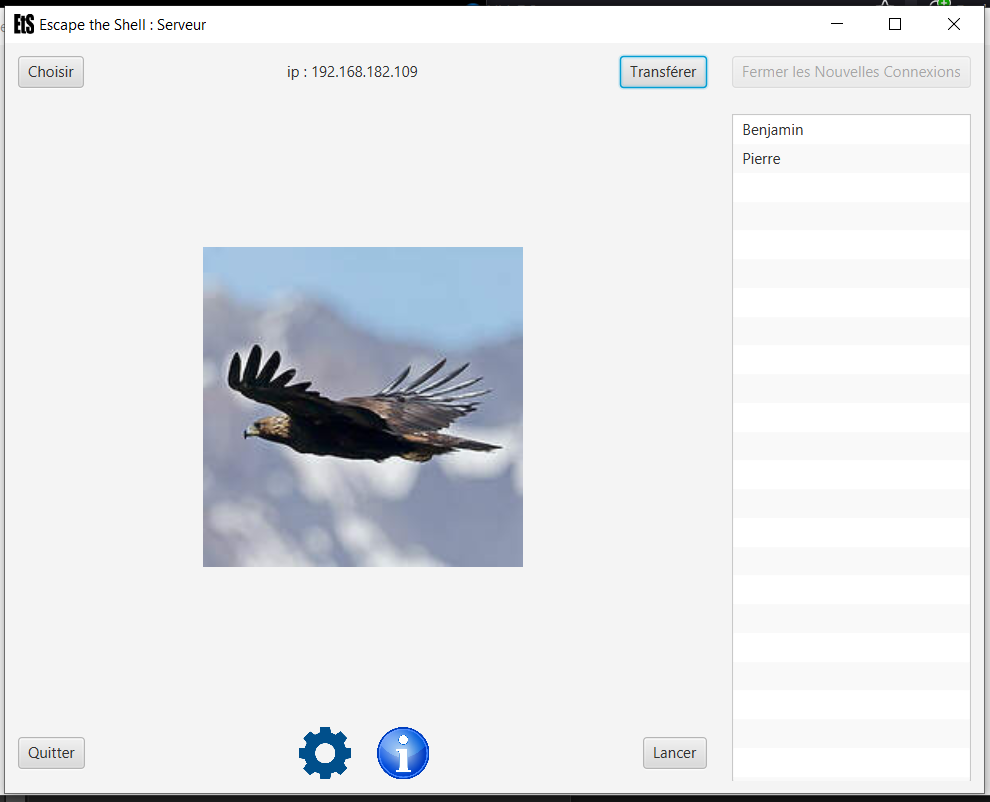 EtS Escape the Shell : Serveur
Choisir
ip : 192.168.182.109
Transférer
Fermer les Nouvelles Connexions
Benjamin
Pierre
Quitter
i
Lancer